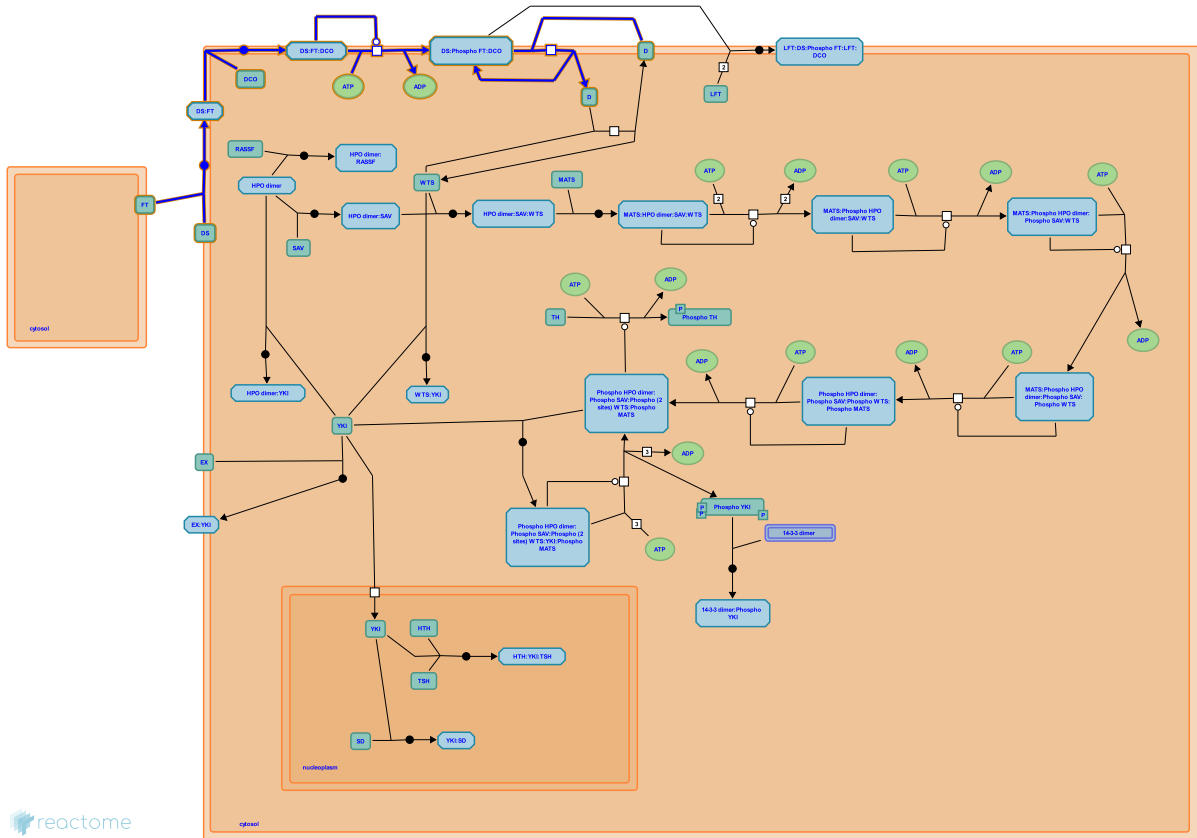 DS:FT:DCO
DS:Phospho FT:DCO
D
LFT:DS:Phospho FT:LFT:
DCO
DCO
ATP
ADP
2
LFT
D
DS:FT
RASSF
HPO dimer:
RASSF
HPO dimer
WTS
MATS
ATP
ADP
ATP
ADP
ATP
2
2
FT
DS
SAV
HPO dimer:SAV
HPO dimer:SAV:WTS
MATS:HPO dimer:SAV:WTS
MATS:Phospho HPO
dimer:SAV:WTS
MATS:Phospho HPO dimer:
Phospho SAV:WTS
cytosol
ATP
ADP
TH
P
Phospho TH
ADP
ADP
ATP
ADP
ATP
HPO dimer:YKI
WTS:YKI
Phospho HPO dimer:
Phospho SAV:Phospho (2
sites) WTS:Phospho
MATS
Phospho HPO dimer:
Phospho SAV:Phospho WTS:
Phospho MATS
MATS:Phospho HPO
dimer:Phospho SAV:
Phospho WTS
YKI
EX
3
ADP
EX:YKI
Phospho HPO dimer:
Phospho SAV:Phospho (2
sites) WTS:YKI:Phospho
MATS
3
ATP
P
P
Phospho YKI
P
14-3-3 dimer
14-3-3 dimer:Phospho
YKI
YKI
HTH
HTH:YKI:TSH
TSH
SD
YKI:SD
nucleoplasm
cytosol
reactome